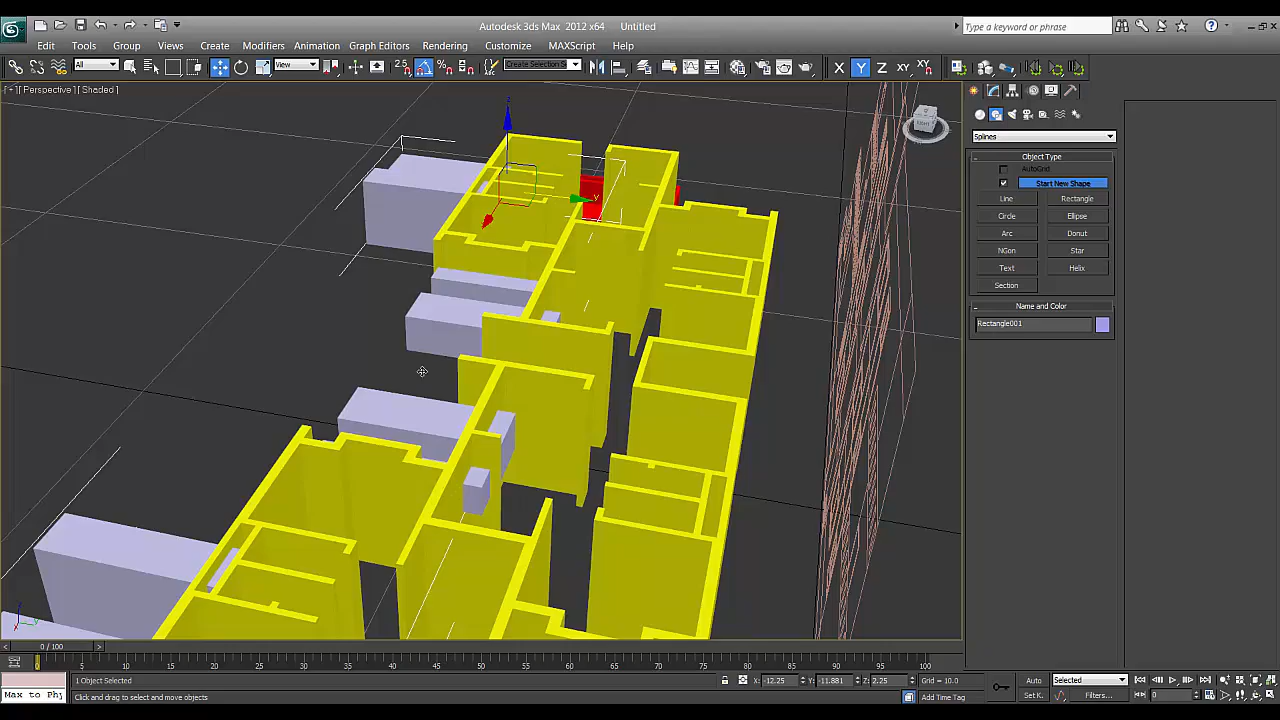 Autodesk 3ds Max 2012 x64 Untitled
Type a keyword or phrase
Edit Tools Group Views Create Modifiers Animation Graph Editors Rendering Customize MAXScript Help
All View 2.5 Create Selection S X Y Z XY XY
[ + ] [ Perspective ] [ Shaded ]
Splines
Object Type
AutoGrid
Start New Shape
Line Rectangle
Circle Ellipse
Arc Donut
NGon Star
Text Helix
Section
Name and Color
Rectangle001
z
y
0 / 100
0 5 10 15 20 25 30 35 40 45 50 55 60 65 70 75 80 85 90 95 100
1 Object Selected X: -12.25 Y: -11.881 Z: 2.25 Grid = 10.0 Auto Selected
Max to Phy Click and drag to select and move objects Add Time Tag Set K. Filters... 0